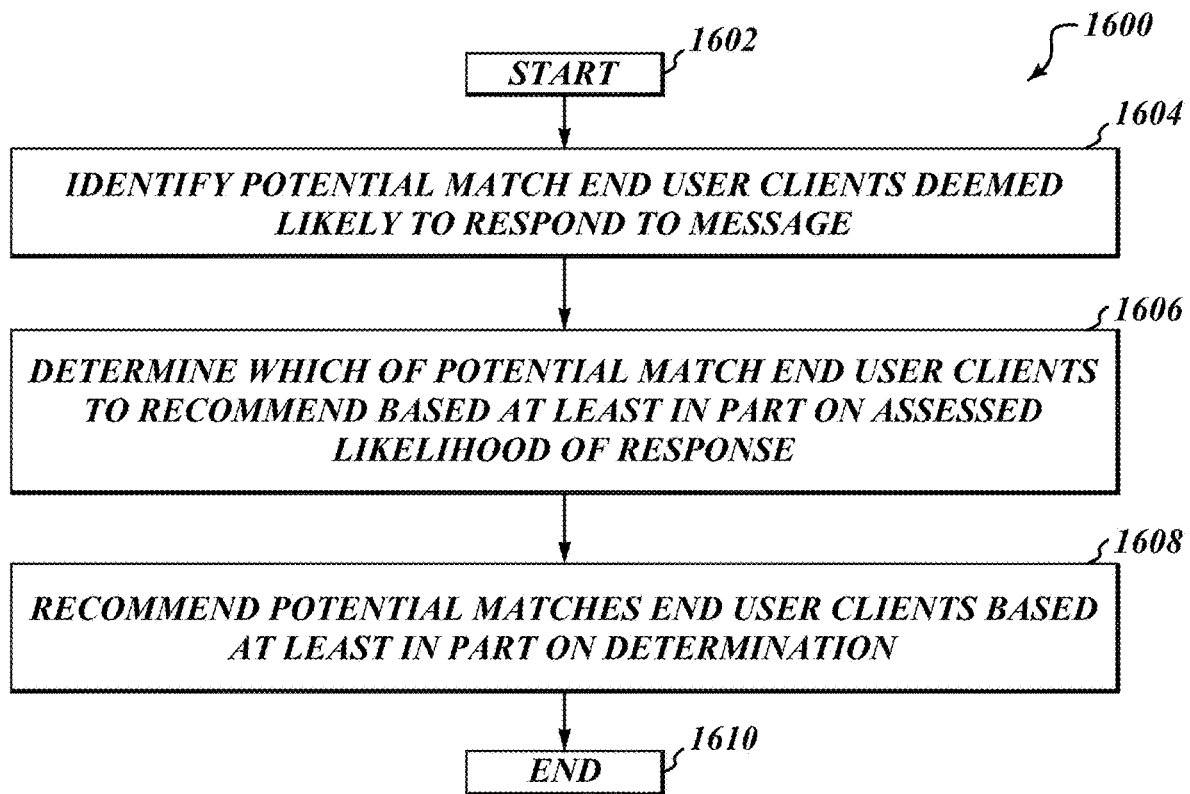 1600
1602
START
1604
IDENTIFY POTENTIAL MATCH END USER CLIENTS DEEMED
LIKELY TO RESPOND TO MESSAGE
1606
DETERMINE WHICH OF POTENTIAL MATCH END USER CLIENTS
TO RECOMMEND BASED AT LEAST IN PART ON ASSESSED
LIKELIHOOD OF RESPONSE
1608
RECOMMEND POTENTIAL MATCHES END USER CLIENTS BASED
AT LEAST IN PART ON DETERMINATION
1610
END